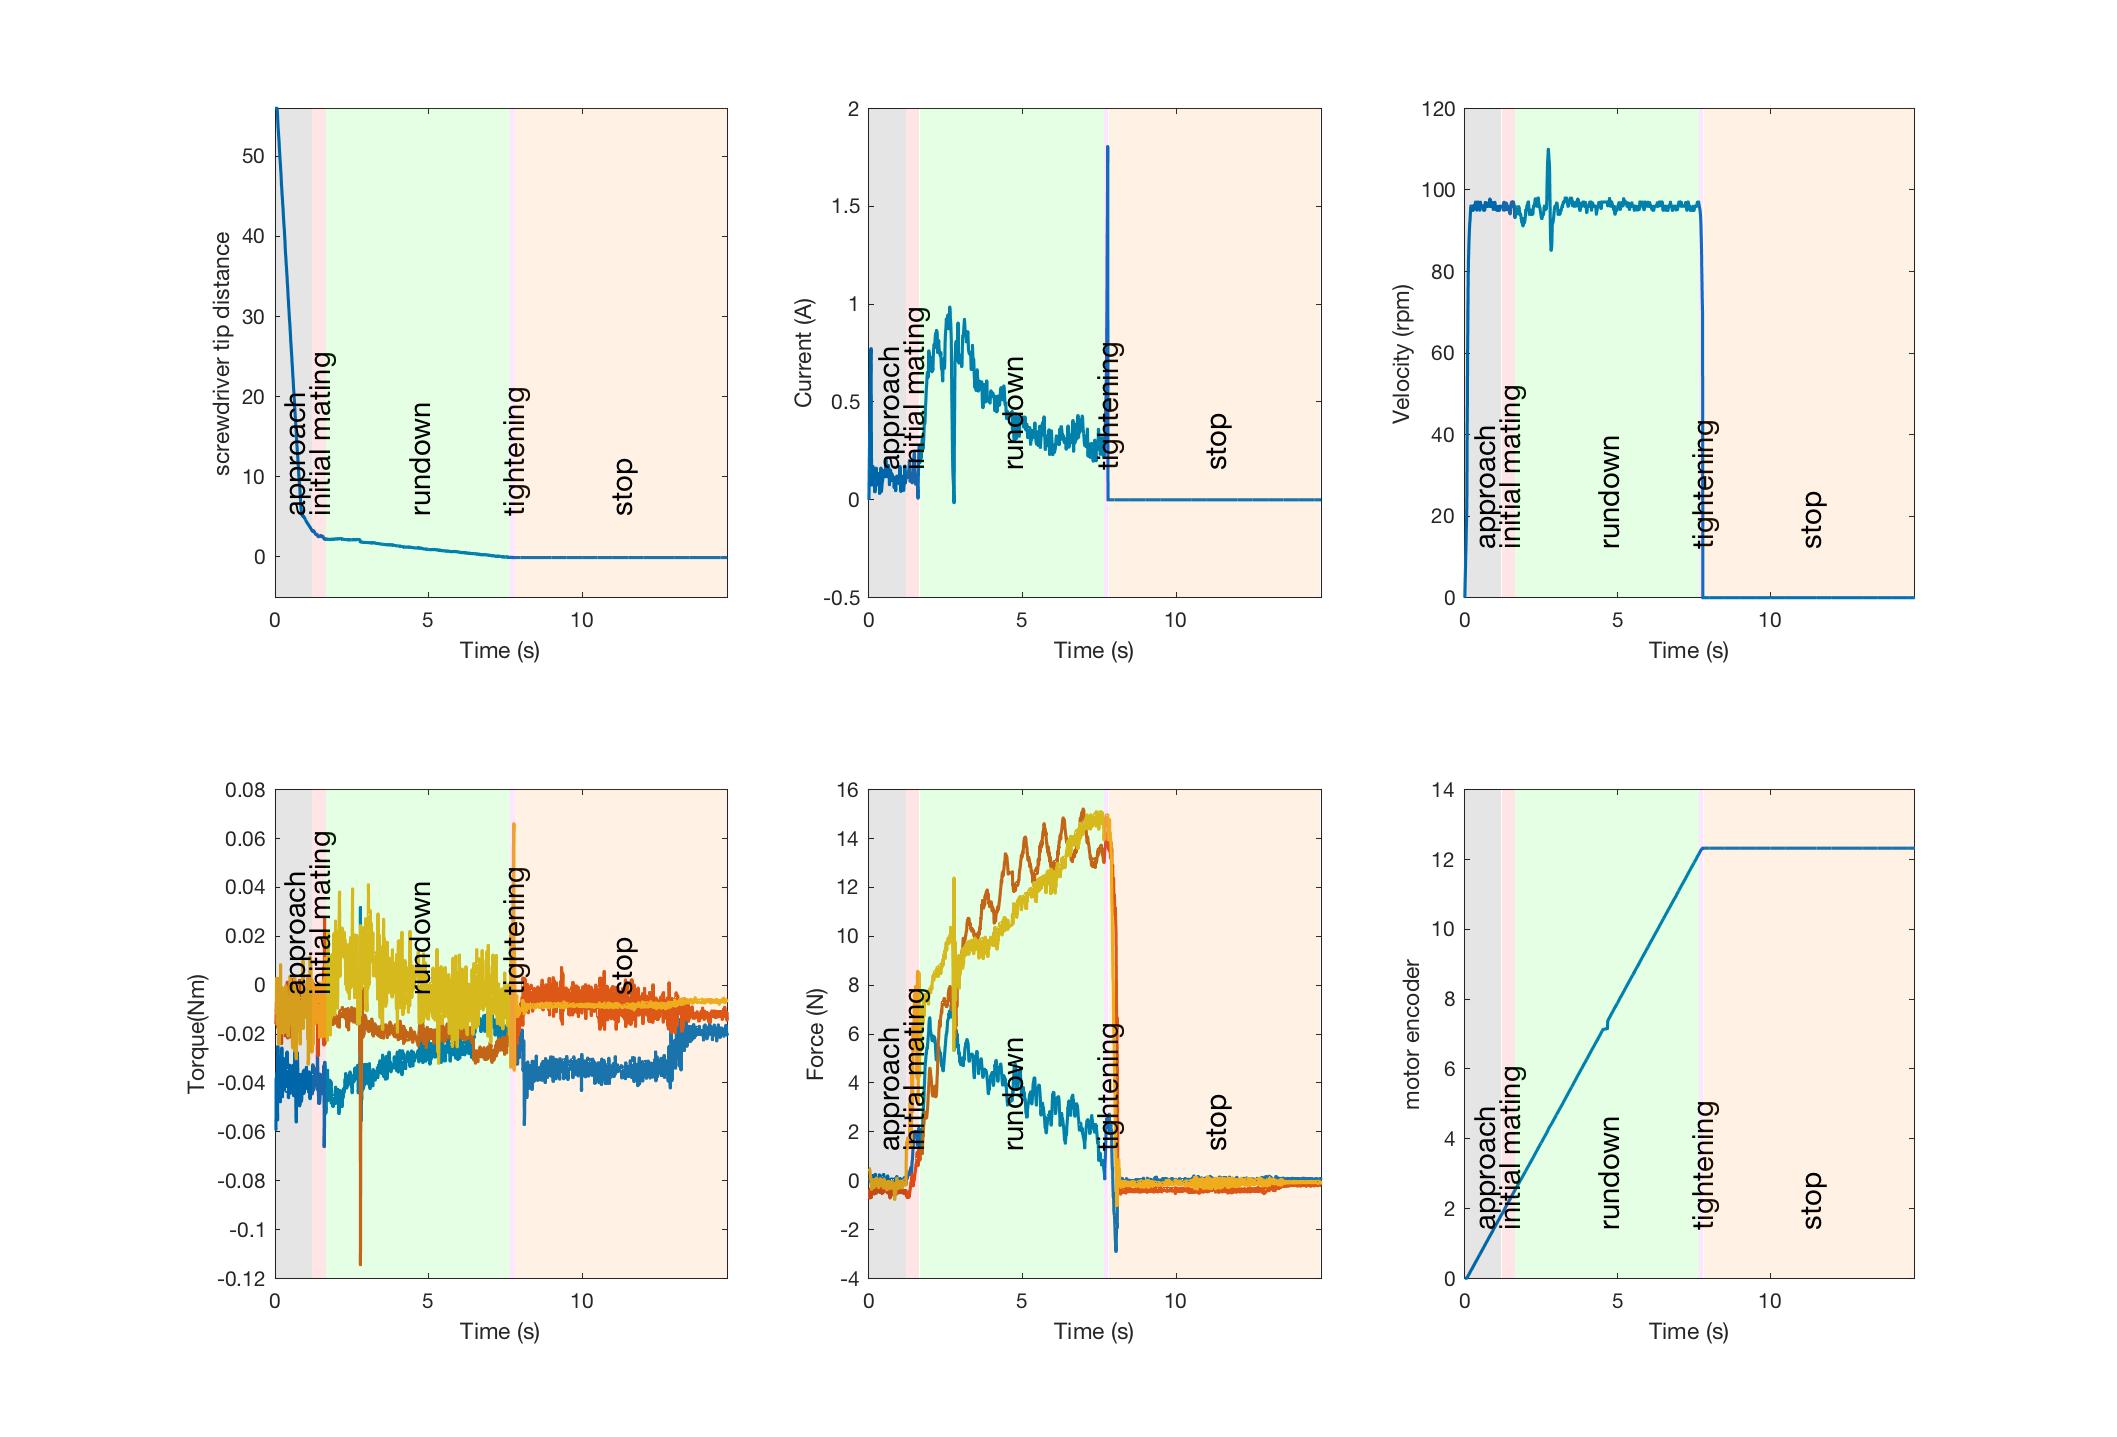 screwdriver tip distance
50
40
30
20
10
0
approach
initial mating
rundown
tightening
stop
0 5 10
Time (s)
Current (A)
2
1.5
1
0.5
0
-0.5
approach
initial mating
rundown
tightening
stop
0 5 10
Time (s)
Velocity (rpm)
120
100
80
60
40
20
0
approach
initial mating
rundown
tightening
stop
0 5 10
Time (s)
Torque(Nm)
0.08
0.06
0.04
0.02
0
-0.02
-0.04
-0.06
-0.08
-0.1
-0.12
approach
initial mating
rundown
tightening
stop
0 5 10
Time (s)
Force (N)
16
14
12
10
8
6
4
2
0
-2
-4
approach
initial mating
rundown
tightening
stop
0 5 10
Time (s)
motor encoder
14
12
10
8
6
4
2
0
approach
initial mating
rundown
tightening
stop
0 5 10
Time (s)